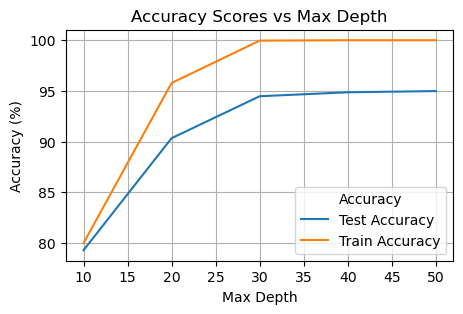 Accuracy Scores vs Max Depth
Accuracy (%)
100
95
90
85
80
Accuracy
Test Accuracy
Train Accuracy
10 15 20 25 30 35 40 45 50
Max Depth